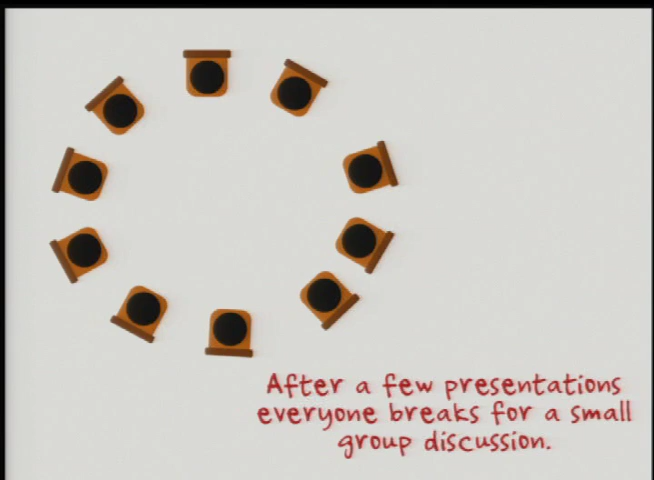 After a few presentations
everyone breaks for a small
group discussion.